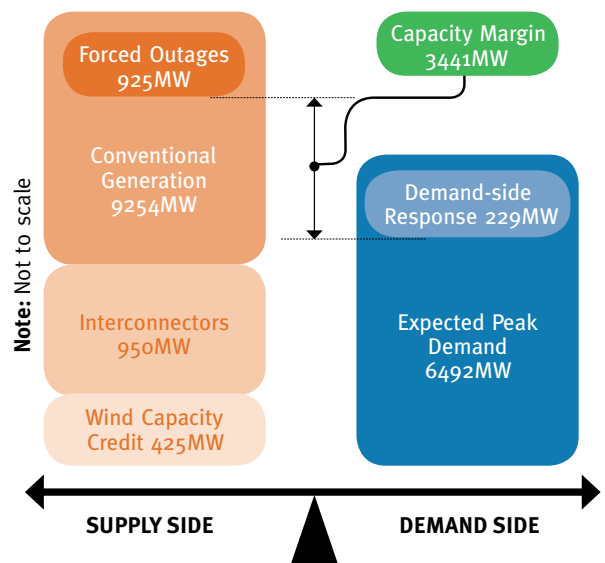 Forced Outages
925MW
Conventional
Generation
9254MW
Interconnectors
950MW
Wind Capacity
Credit 425MW
Capacity Margin
3441MW
Demand-side
Response 229MW
Expected Peak
Demand
6492MW
Note: Not to scale
SUPPLY SIDE
DEMAND SIDE